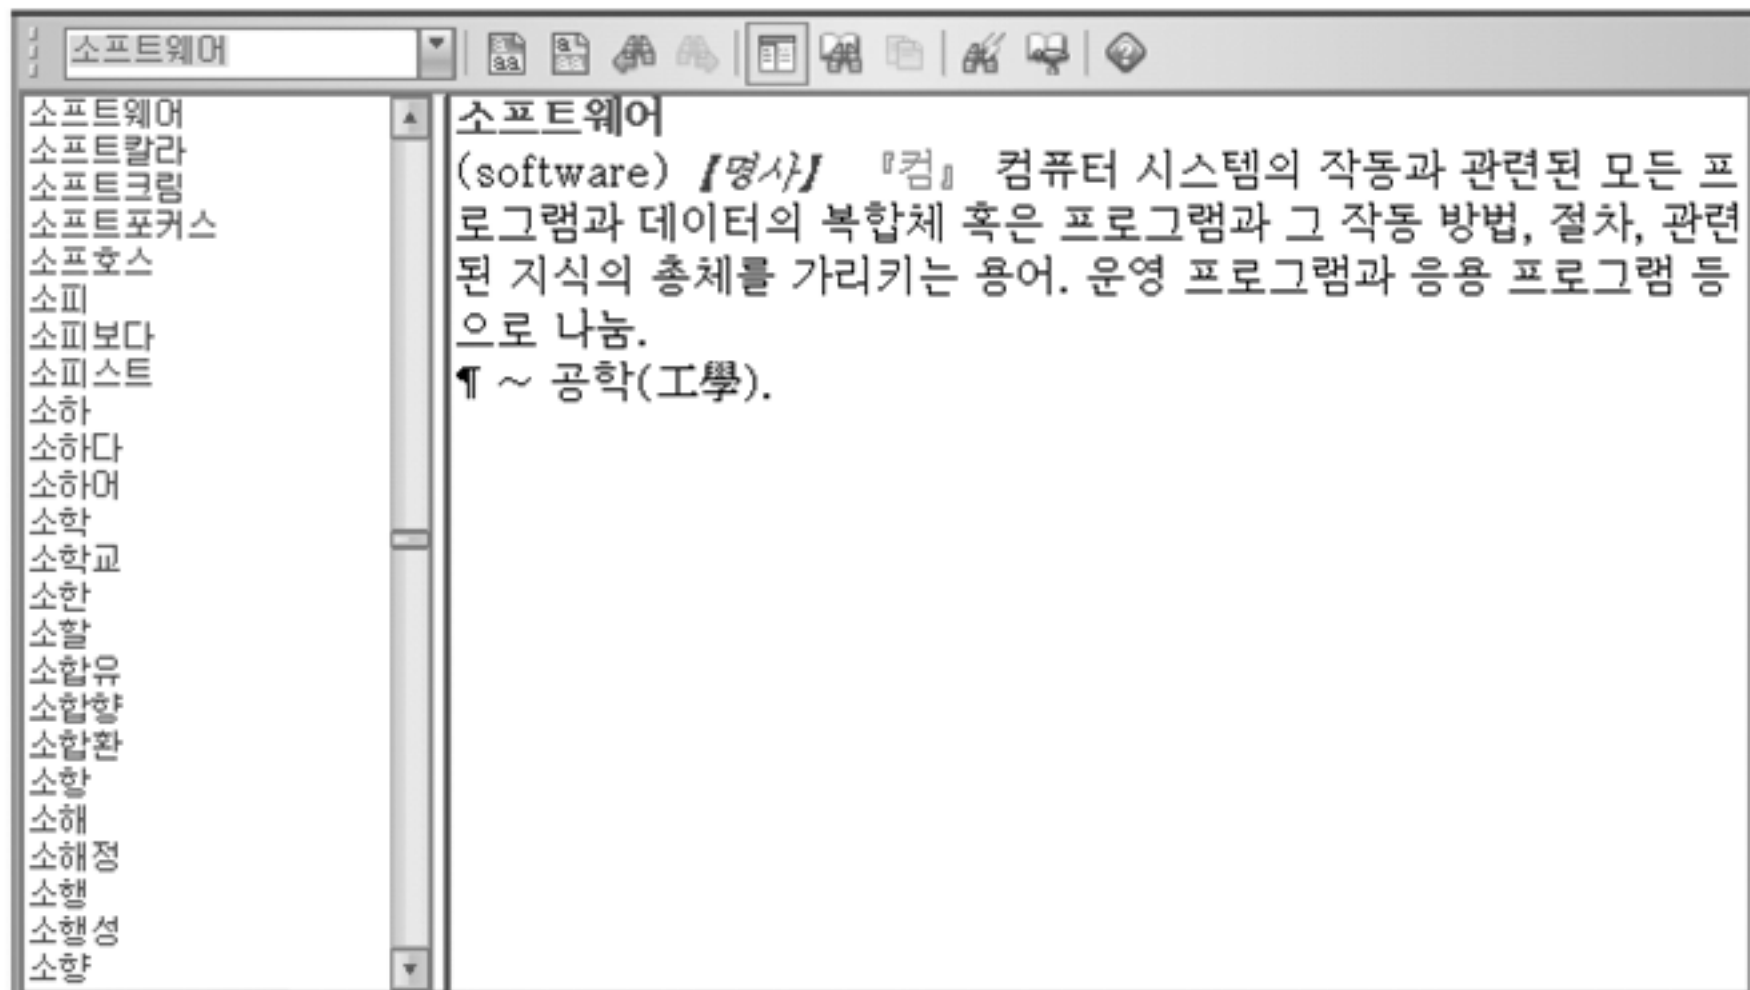 소프트웨어
소프트웨어
소프트칼라
소프트크림
소프트포커스
소프호스
소피
소피보다
소피스트
소하
소하다
소하어
소학
소학교
소한
소할
소합유
소합향
소합환
소항
소해
소해정
소행
소행성
소향
소프트웨어
(software) 【명사】 『컴』 컴퓨터 시스템의 작동과 관련된 모든 프
로그램과 데이터의 복합체 혹은 프로그램과 그 작동 방법, 절차, 관련
된 지식의 총체를 가리키는 용어. 운영 프로그램과 응용 프로그램 등
으로 나눔.
¶ ~ 공학(工學).